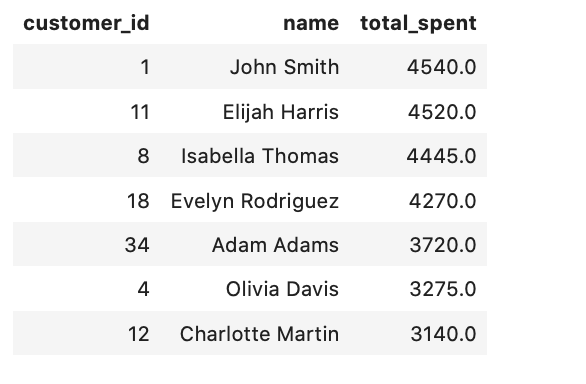 customer_id name total_spent
1 John Smith 4540.0
11 Elijah Harris 4520.0
8 Isabella Thomas 4445.0
18 Evelyn Rodriguez 4270.0
34 Adam Adams 3720.0
4 Olivia Davis 3275.0
12 Charlotte Martin 3140.0